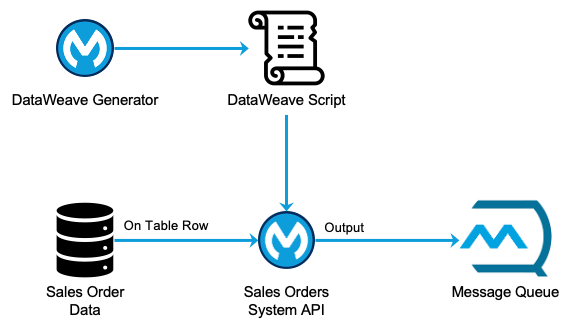 DataWeave Generator
DataWeave Script
On Table Row
Output
Sales Order
Data
Sales Orders
System API
Message Queue